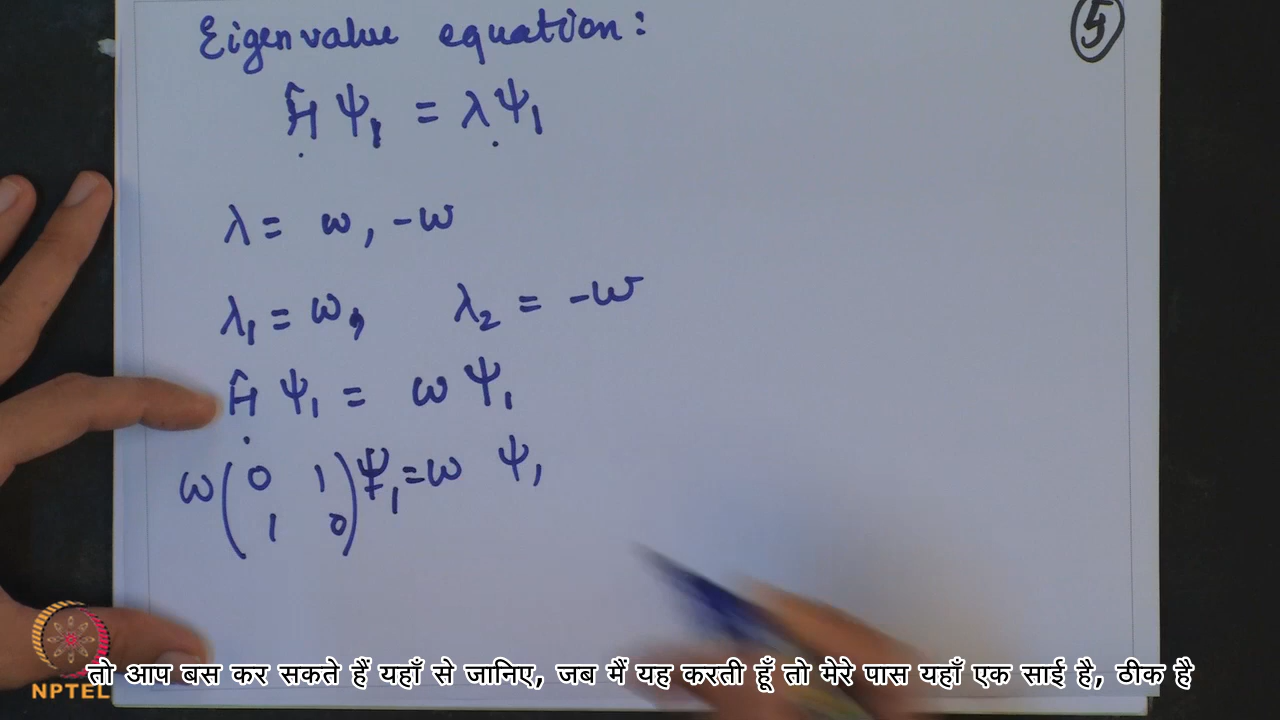 Eigenvalue equation:
5
Ĥ Ψ₁ = λΨ₁
λ = ω, -ω
λ₁ = ω, λ₂ = -ω
Ĥ Ψ₁ = ω Ψ₁
ω(0 1
1 0)Ψ₁ = ω Ψ₁
तो आप बस कर सकते हैं यहाँ से जानिए, जब मैं यह करती हूँ तो मेरे पास यहाँ एक साई है, ठीक है
NPTEL